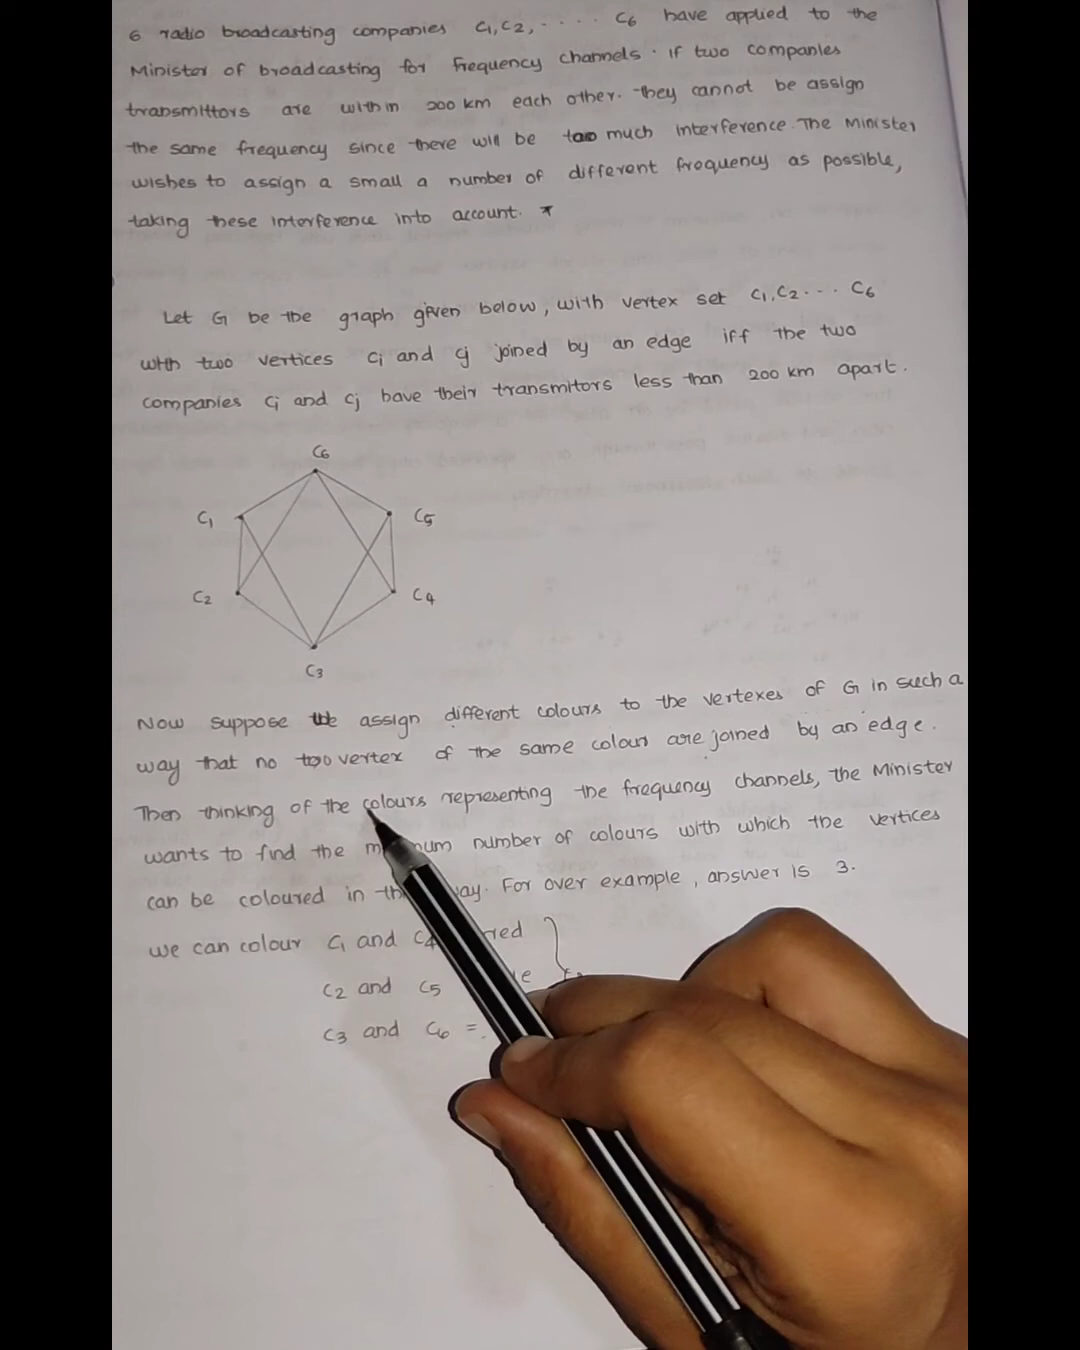 6 radio broadcasting companies C1, C2, ..... C6 have applied to the
Minister of broadcasting for frequency channels. if two companies
transmittors are within 200 km each other. they cannot be assign
the same frequency since there will be too much interference. The Minister
wishes to assign a small a number of different frequency as possible,
taking these interference into account.
Let G be the graph given below, with vertex set C1, C2 ... C6
with two vertices Ci and Cj joined by an edge iff the two
companies Ci and Cj have their transmitors less than 200 km apart.
C6
C1
C5
C2
C4
C3
Now suppose we assign different colours to the vertexes of G in such a
way that no two vertex of the same colour are joined by an edge.
Then thinking of the colours representing the frequency channels, the Minister
wants to find the number of colours with which the vertices
can be coloured in For over example, answer is 3.
we can colour C1 and C4 red
C2 and C5
C3 and C6 =